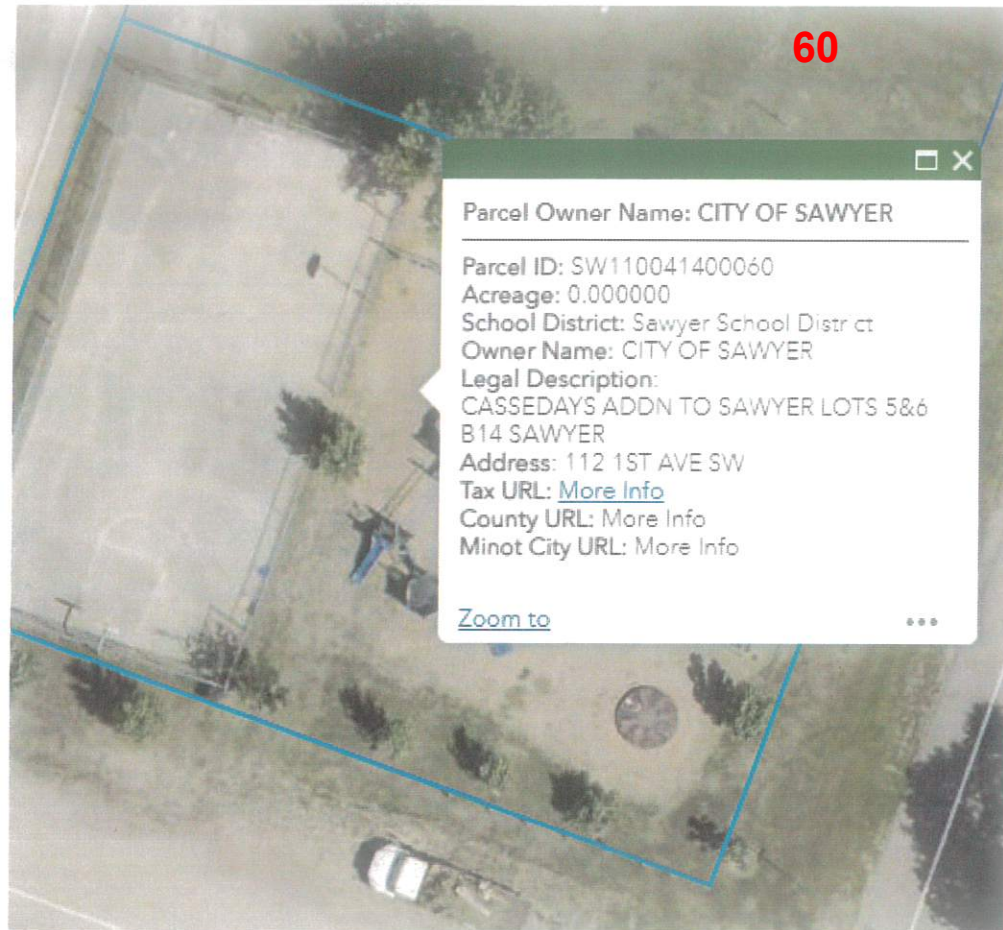 60
Parcel Owner Name: CITY OF SAWYER
Parcel ID: SW110041400060
Acreage: 0.000000
School District: Sawyer School District
Owner Name: CITY OF SAWYER
Legal Description:
CASSEDAYS ADDN TO SAWYER LOTS 5&6
B14 SAWYER
Address: 112 1ST AVE SW
Tax URL: More Info
County URL: More Info
Minot City URL: More Info
Zoom to